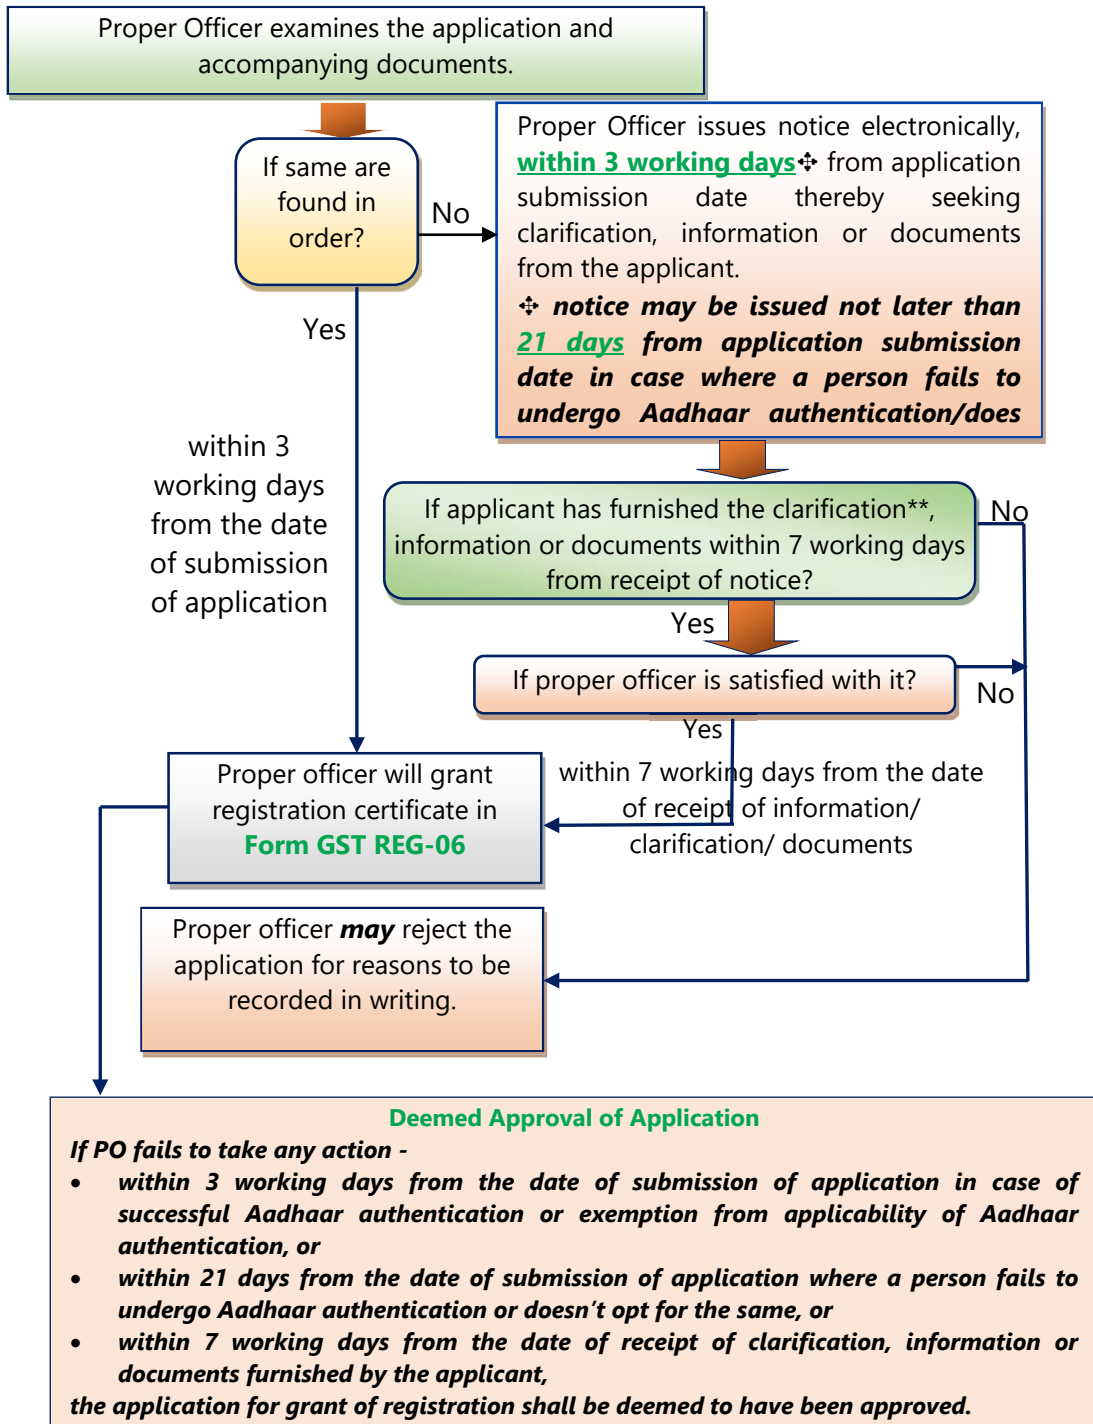 Proper Officer examines the application and
accompanying documents.
If same are
found in
order?
No
Proper Officer issues notice electronically,
within 3 working days✥ from application
submission date thereby seeking
clarification, information or documents
from the applicant.
✥ notice may be issued not later than
21 days from application submission
date in case where a person fails to
undergo Aadhaar authentication/does
Yes
within 3
working days
from the date
of submission
of application
If applicant has furnished the clarification**,
information or documents within 7 working days
from receipt of notice?
No
Yes
If proper officer is satisfied with it?
No
Yes
within 7 working days from the date
of receipt of information/
clarification/ documents
Proper officer will grant
registration certificate in
Form GST REG-06
Proper officer may reject the
application for reasons to be
recorded in writing.
Deemed Approval of Application
If PO fails to take any action -
• within 3 working days from the date of submission of application in case of
successful Aadhaar authentication or exemption from applicability of Aadhaar
authentication, or
• within 21 days from the date of submission of application where a person fails to
undergo Aadhaar authentication or doesn't opt for the same, or
• within 7 working days from the date of receipt of clarification, information or
documents furnished by the applicant,
the application for grant of registration shall be deemed to have been approved.